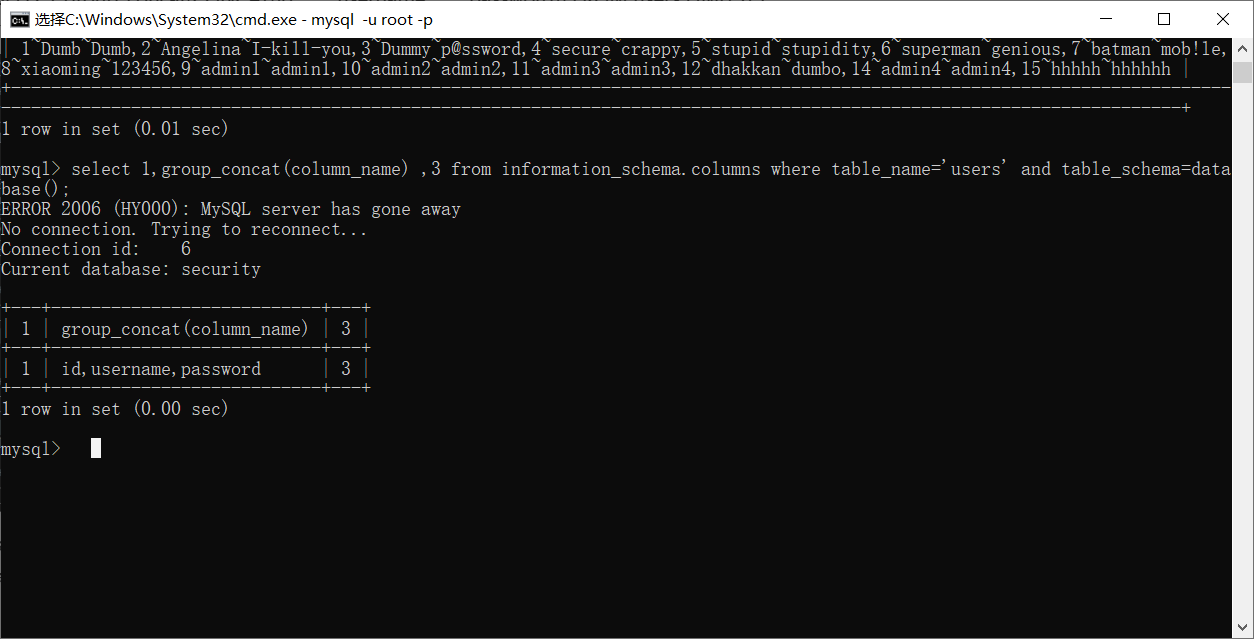 选择C:\Windows\System32\cmd.exe - mysql  -u root -p
| 1~Dumb~Dumb,2~Angelina~I-kill-you,3~Dummy~p@ssword,4~secure~crappy,5~stupid~stupidity,6~superman~genious,7~batman~mob!le,
8~xiaoming~123456,9~admin1~admin1,10~admin2~admin2,11~admin3~admin3,12~dhakkan~dumbo,14~admin4~admin4,15~hhhhh~hhhhhh |
1 row in set (0.01 sec)
mysql> select 1,group_concat(column_name) ,3 from information_schema.columns where table_name='users' and table_schema=data
base();
ERROR 2006 (HY000): MySQL server has gone away
No connection. Trying to reconnect...
Connection id:    6
Current database: security
+---+---------------------------+---+
| 1 | group_concat(column_name) | 3 |
+---+---------------------------+---+
| 1 | id,username,password      | 3 |
+---+---------------------------+---+
1 row in set (0.00 sec)
mysql>